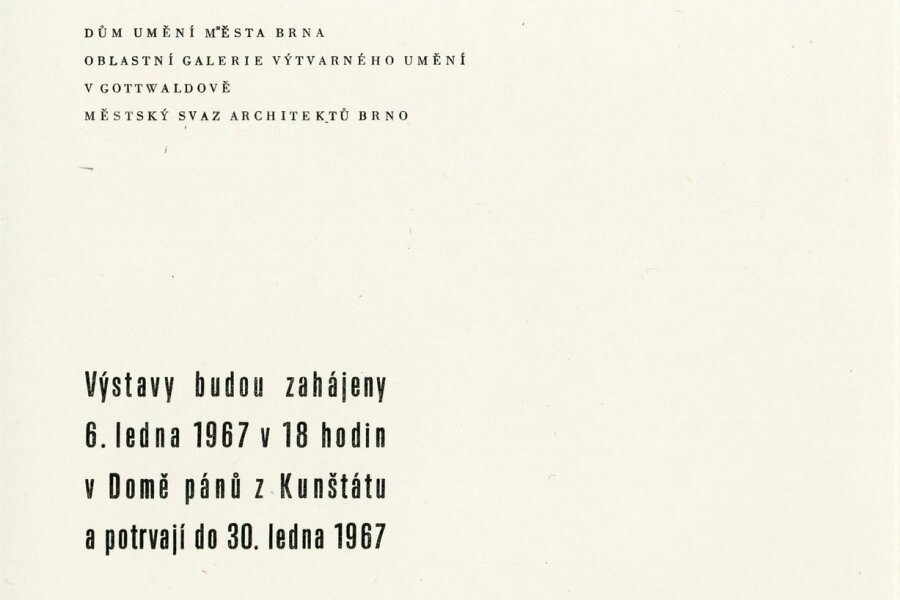 DŮM UMĚNÍ MĚSTA BRNA
OBLASTNÍ GALERIE VÝTVARNÉHO UMĚNÍ
V GOTTWALDOVĚ
MĚSTSKÝ SVAZ ARCHITEKTŮ BRNO
Výstavy budou zahájeny
6. ledna 1967 v 18 hodin
v Domě pánů z Kunštátu
a potrvají do 30. ledna 1967